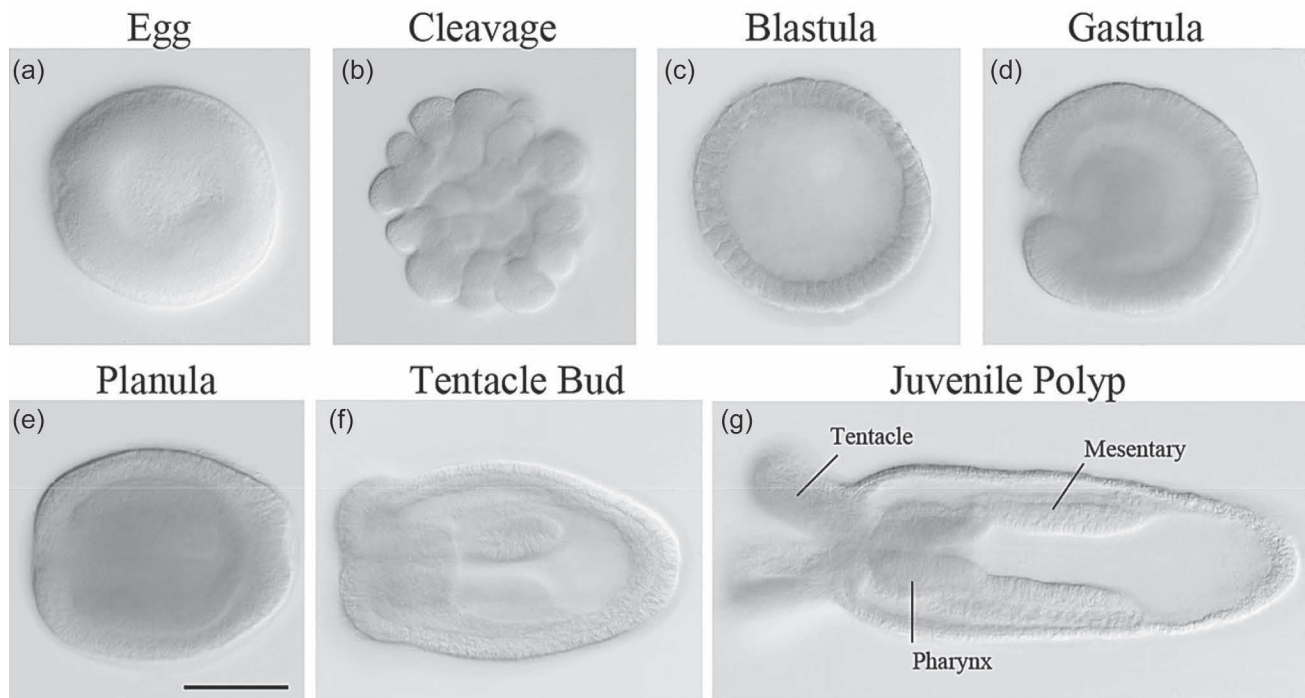 Egg
Cleavage
Blastula
Gastrula
(a)
(b)
(c)
(d)
Planula
Tentacle Bud
Juvenile Polyp
(e)
(f)
(g)
Tentacle
Mesentary
Pharynx